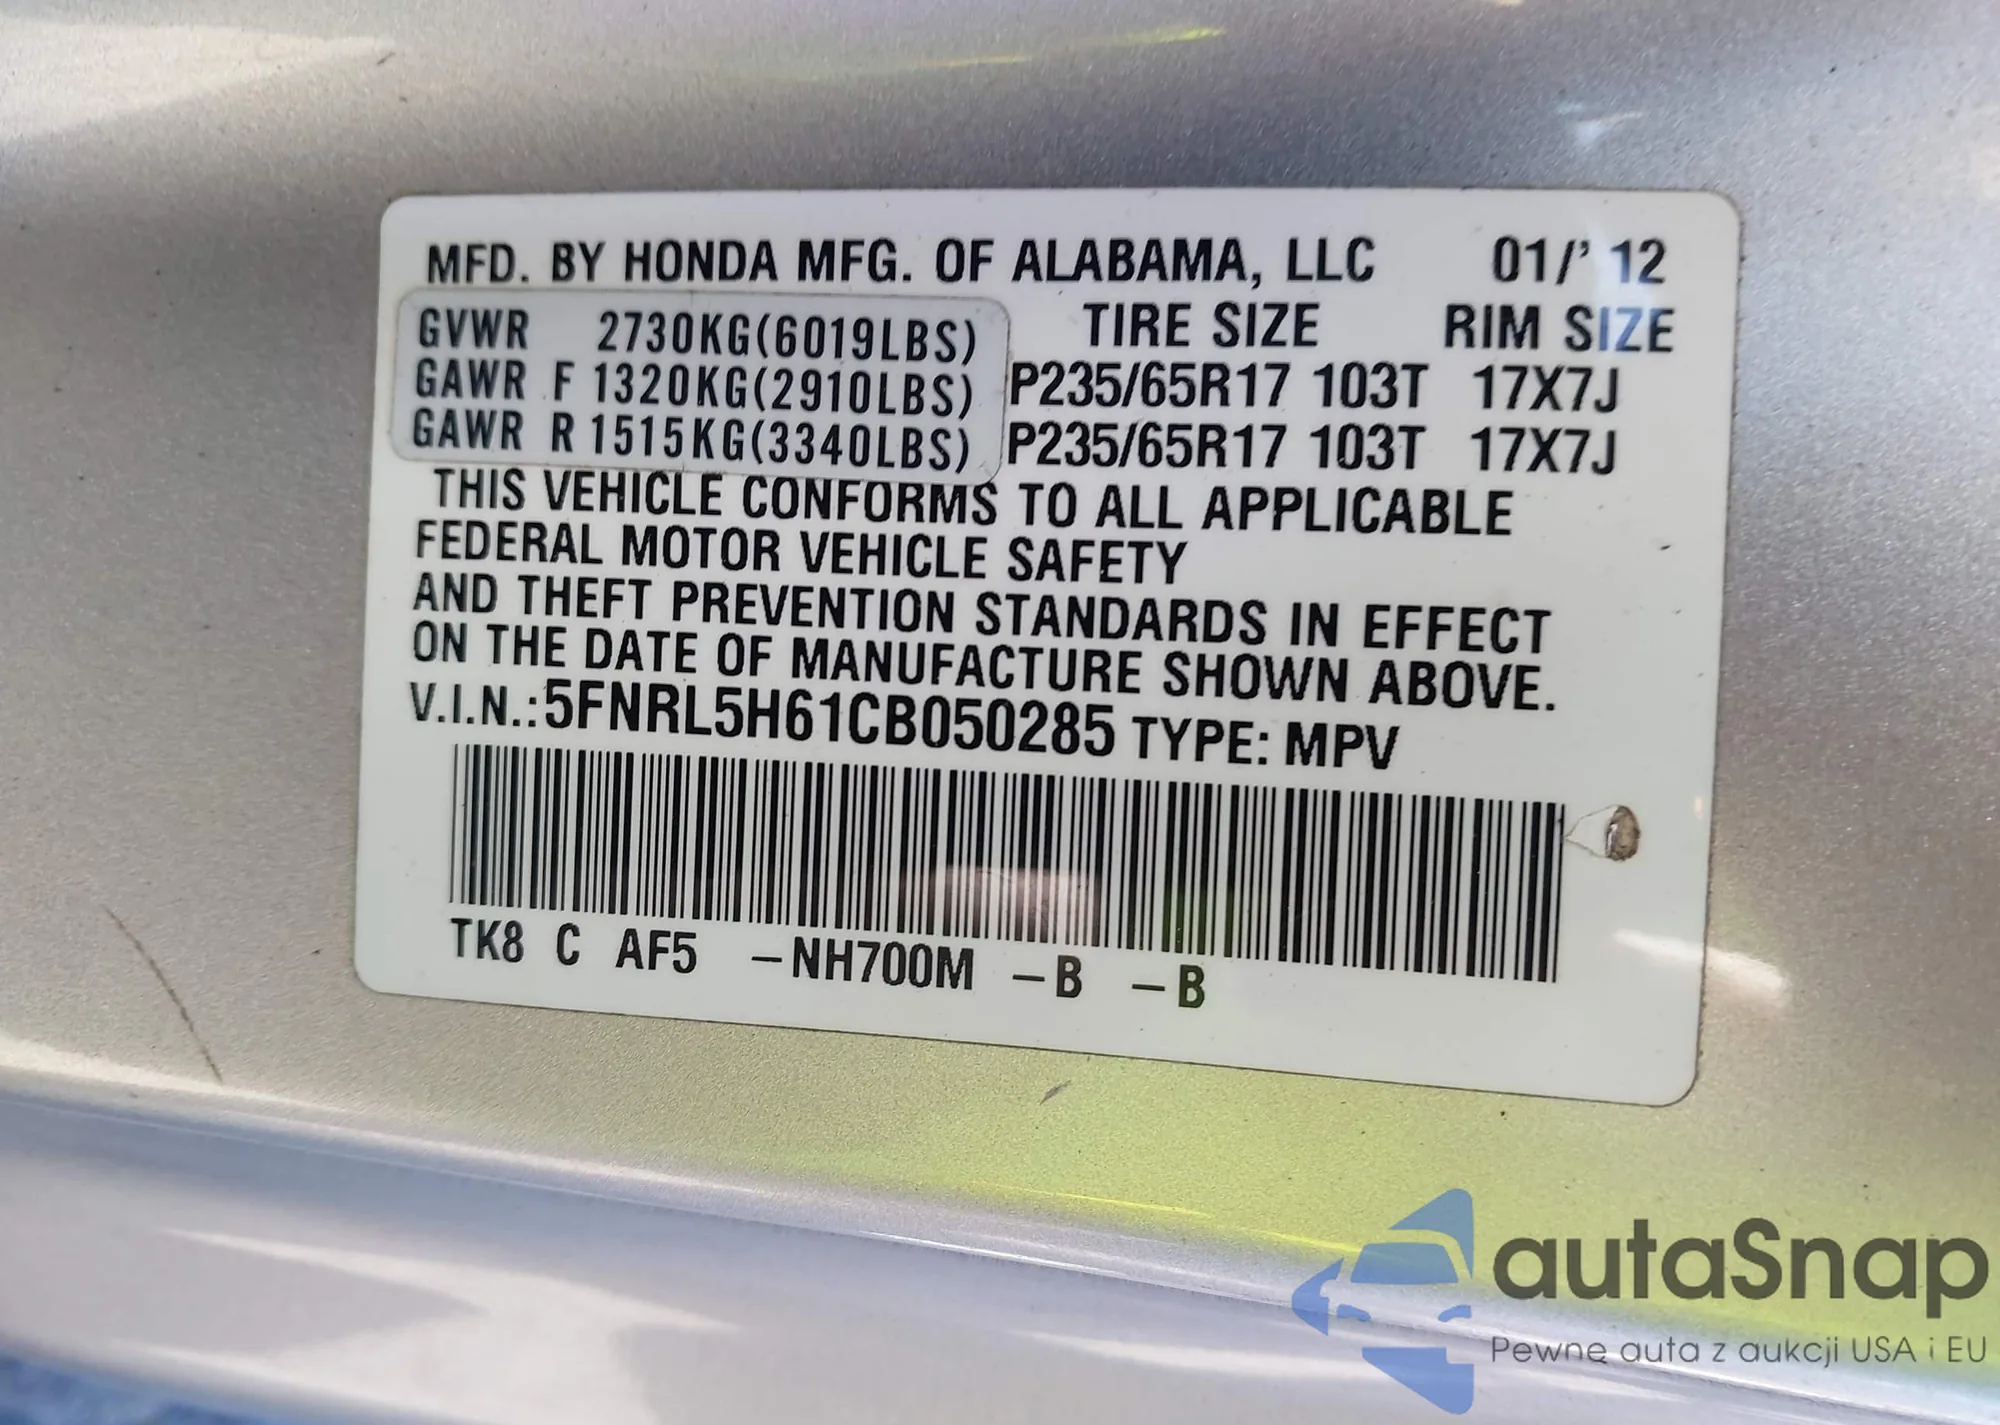 MFD. BY HONDA MFG. OF ALABAMA, LLC 01/' 12
GVWR 2730KG(6019LBS) TIRE SIZE RIM SIZE
GAWR F 1320KG(2910LBS) P235/65R17 103T 17X7J
GAWR R 1515KG(3340LBS) P235/65R17 103T 17X7J
THIS VEHICLE CONFORMS TO ALL APPLICABLE
FEDERAL MOTOR VEHICLE SAFETY
AND THEFT PREVENTION STANDARDS IN EFFECT
ON THE DATE OF MANUFACTURE SHOWN ABOVE.
V.I.N.:5FNRL5H61CB050285 TYPE: MPV
TK8 C AF5 –NH700M –B –B
autaSnap
Pewne auta z aukcji USA i EU